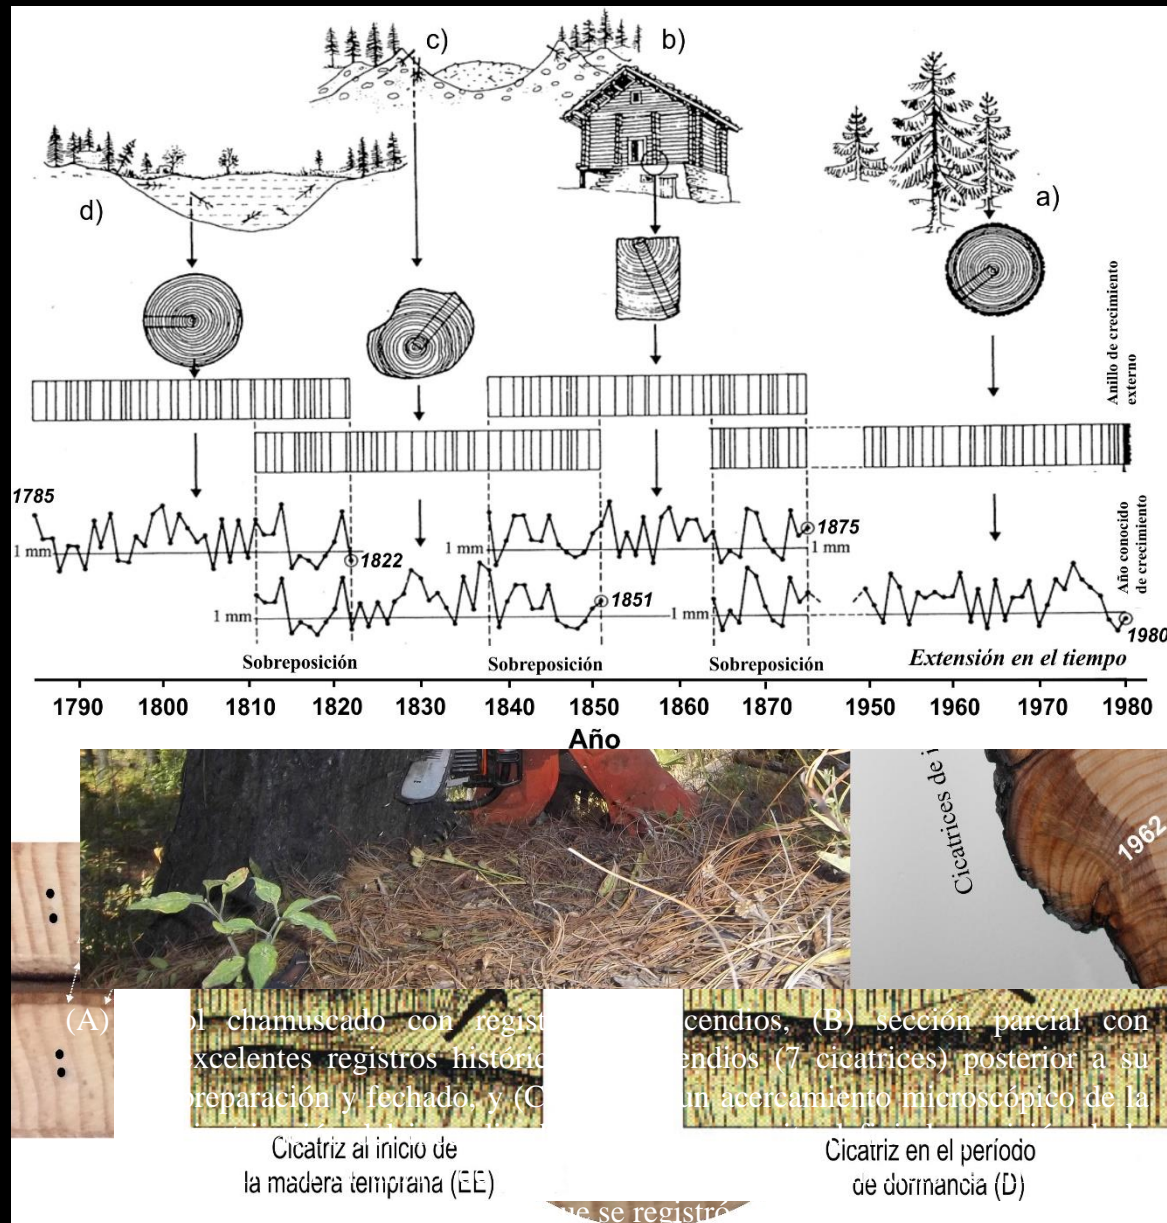 c)
b)
a)
d)
Anillo de crecimiento
externo
1785
1 mm
1822
1 mm
1875
1 mm
Año conocido
de crecimiento
1 mm
1851
1 mm
1980
Sobreposición
Sobreposición
Sobreposición
Extensión en el tiempo
1790 1800 1810 1820 1830 1840 1850 1860 1870 1950 1960 1970 1980
Año
Cicatrices de
1962
(A) chamuscado con cendios, (B) sección parcial con
excelentes registros (7 cicatrices) posterior a su
preparación y fechado, y un acercamiento microscópico de la
Cicatriz al inicio de
la madera temprana (EE)
Cicatriz en el período
de dormancia (D)
se registró